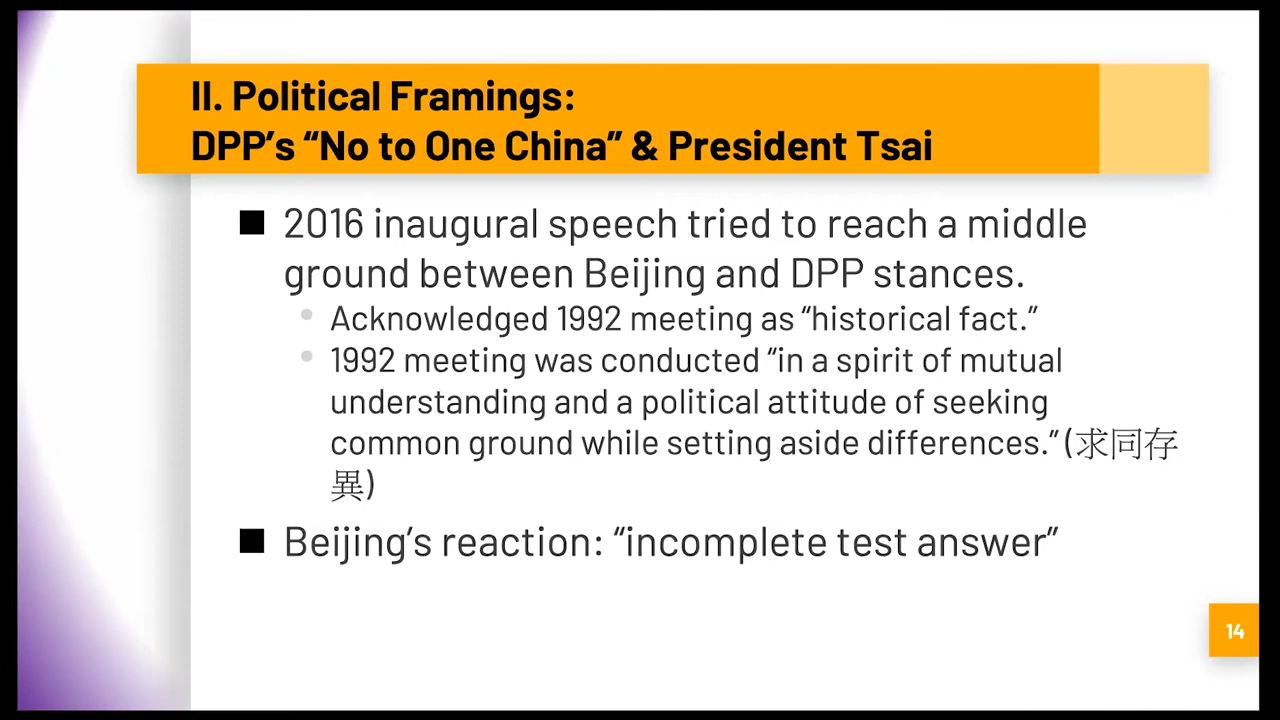 II. Political Framings:
DPP’s “No to One China” & President Tsai
■ 2016 inaugural speech tried to reach a middle
ground between Beijing and DPP stances.
• Acknowledged 1992 meeting as “historical fact.”
• 1992 meeting was conducted “in a spirit of mutual
understanding and a political attitude of seeking
common ground while setting aside differences.” (求同存
異)
■ Beijing’s reaction: “incomplete test answer”
14